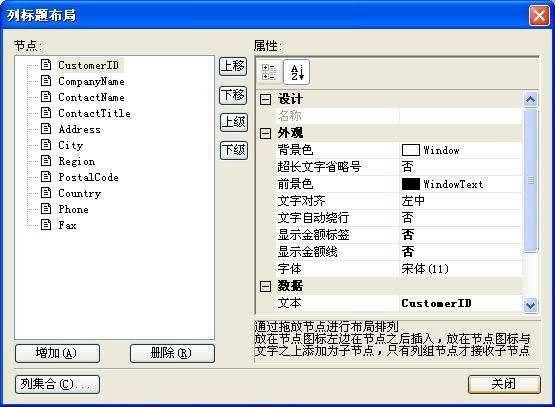 列标题布局
节点:
CustomerID
CompanyName
ContactName
ContactTitle
Address
City
Region
PostalCode
Country
Phone
Fax
上移
下移
上级
下级
增加(A)
删除(R)
列集合(C)...
属性:
设计
名称
外观
背景色 Window
超长文字省略号 否
前景色 WindowText
文字对齐 左中
文字自动绕行 否
显示金额标签 否
显示金额线 否
字体 宋体(11)
数据
文本 CustomerID
通过拖放节点进行布局排列
放在节点图标左边在节点之后插入，放在节点图标与
文字之上添加为子节点，只有列组节点才接收子节点
关闭